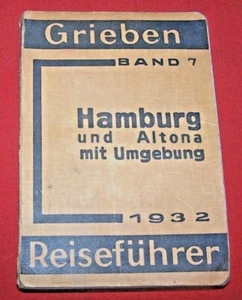 Grieben
BAND 7
Hamburg
und Altona
mit Umgebung
1932
Reiseführer